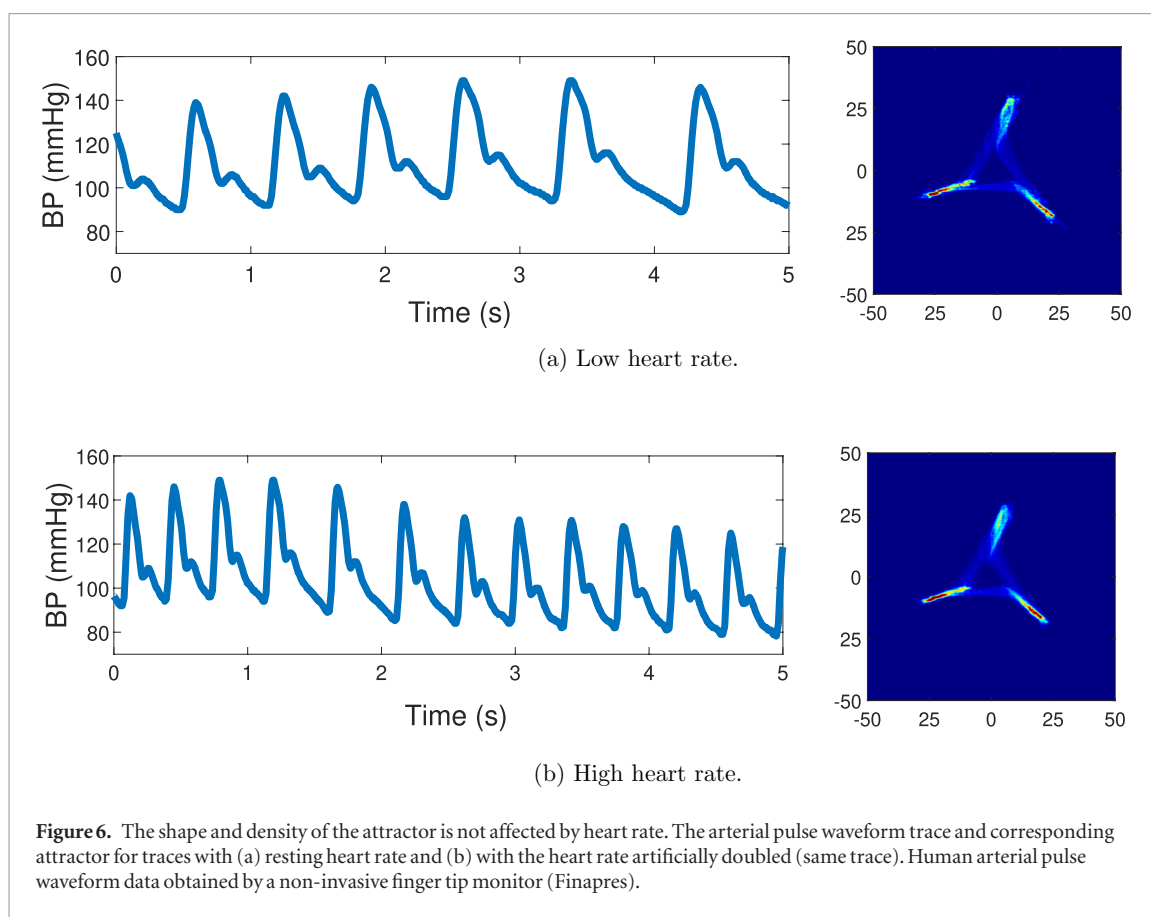 160
140
120
100
80
BP (mmHg)
0 1 2 3 4 5
Time (s)
50
25
0
25
-50
-50 25 0 25 50
(a) Low heart rate.
160
140
120
100
80
BP (mmHg)
0 1 2 3 4 5
Time (s)
50
25
0
25
-50
-50 25 0 25 50
(b) High heart rate.
Figure 6. The shape and density of the attractor is not affected by heart rate. The arterial pulse waveform trace and corresponding
attractor for traces with (a) resting heart rate and (b) with the heart rate artificially doubled (same trace). Human arterial pulse
waveform data obtained by a non-invasive finger tip monitor (Finapres).